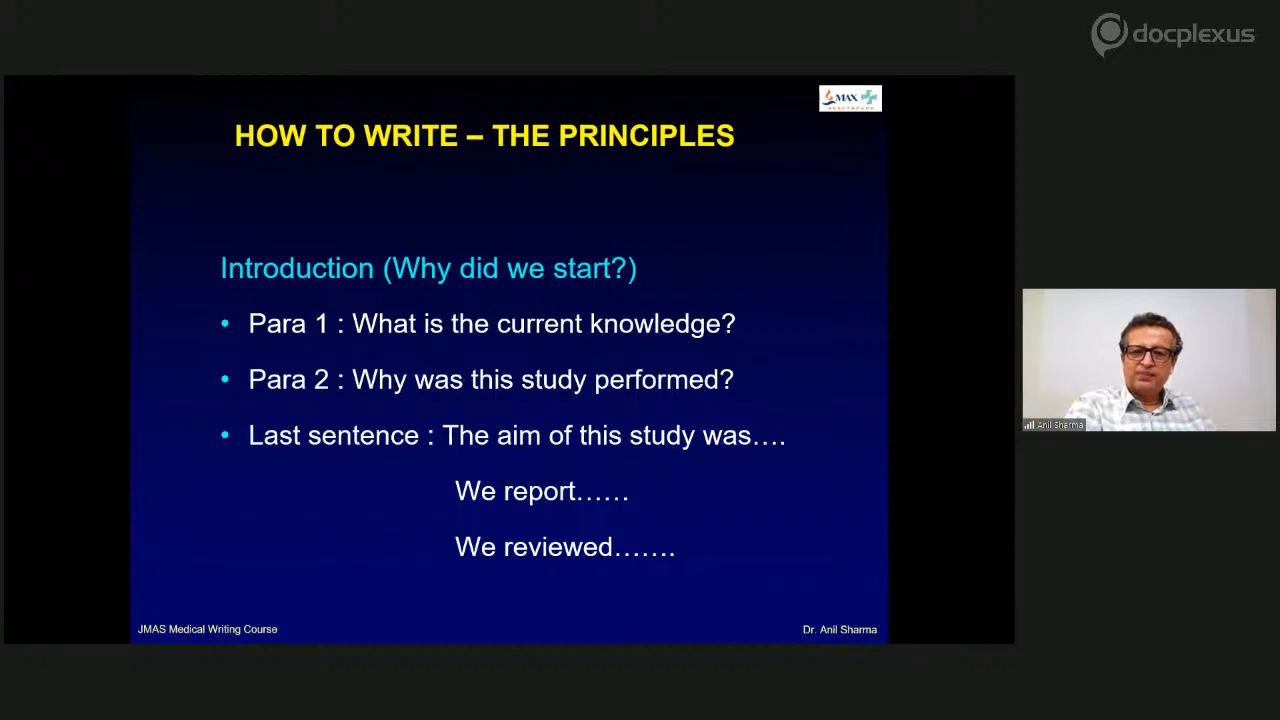 docplexus
MAX
HEALTHCARE
HOW TO WRITE – THE PRINCIPLES
Introduction (Why did we start?)
• Para 1 : What is the current knowledge?
• Para 2 : Why was this study performed?
• Last sentence : The aim of this study was….
We report……
We reviewed…….
Anil Sharma
JMAS Medical Writing Course
Dr. Anil Sharma